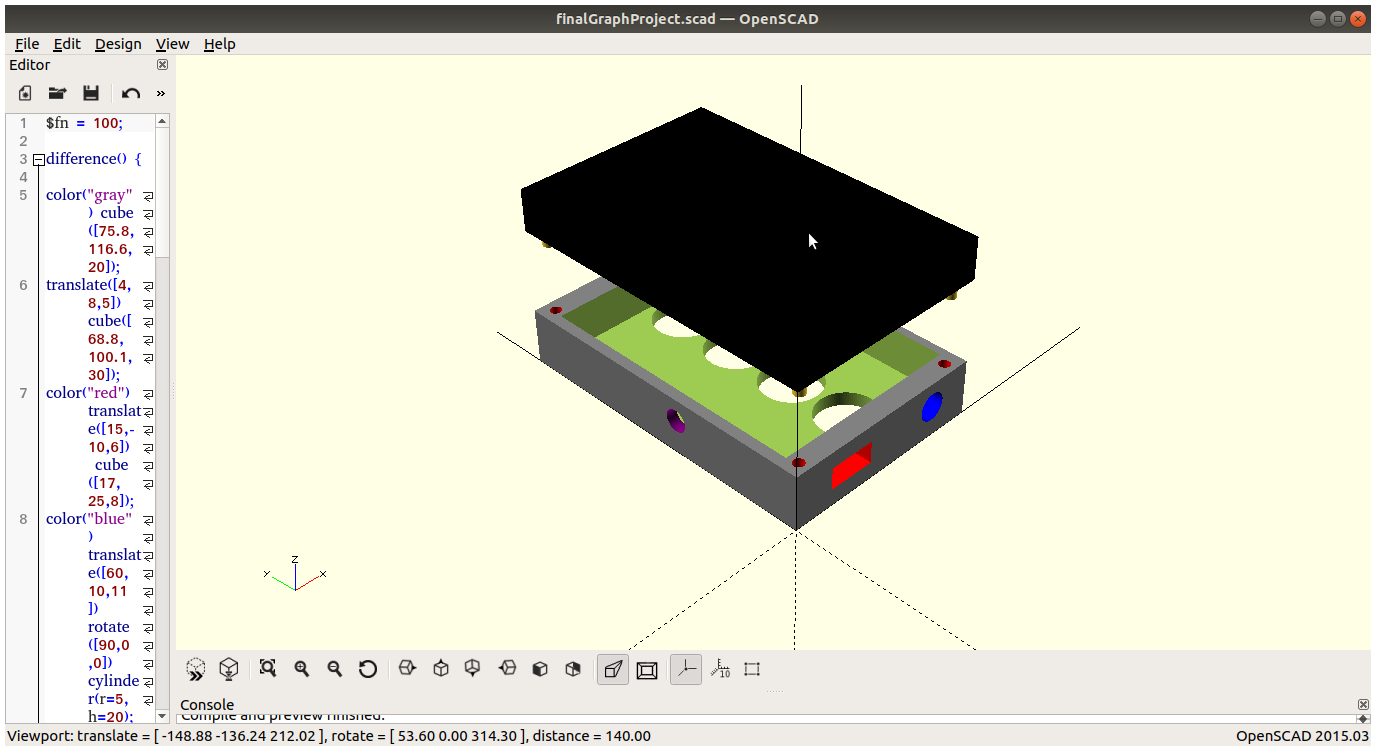 finalGraphProject.scad — OpenSCAD
File Edit Design View Help
Editor
»
1 $fn = 100;
2
3 difference() {
4
5 color("gray"
) cube
([75.8,
116.6,
20]);
6 translate([4,
8,5])
cube([
68.8,
100.1,
30]);
7 color("red")
translat
e([15,-
10,6])
cube
([17,
25,8]);
8 color("blue"
)
translat
e([60,
10,11
])
rotate
([90,0
,0])
cylinde
r(r=5,
h=20);
Z
Y X
10
Console
Compile and preview finished.
Viewport: translate = [ -148.88 -136.24 212.02 ], rotate = [ 53.60 0.00 314.30 ], distance = 140.00
OpenSCAD 2015.03